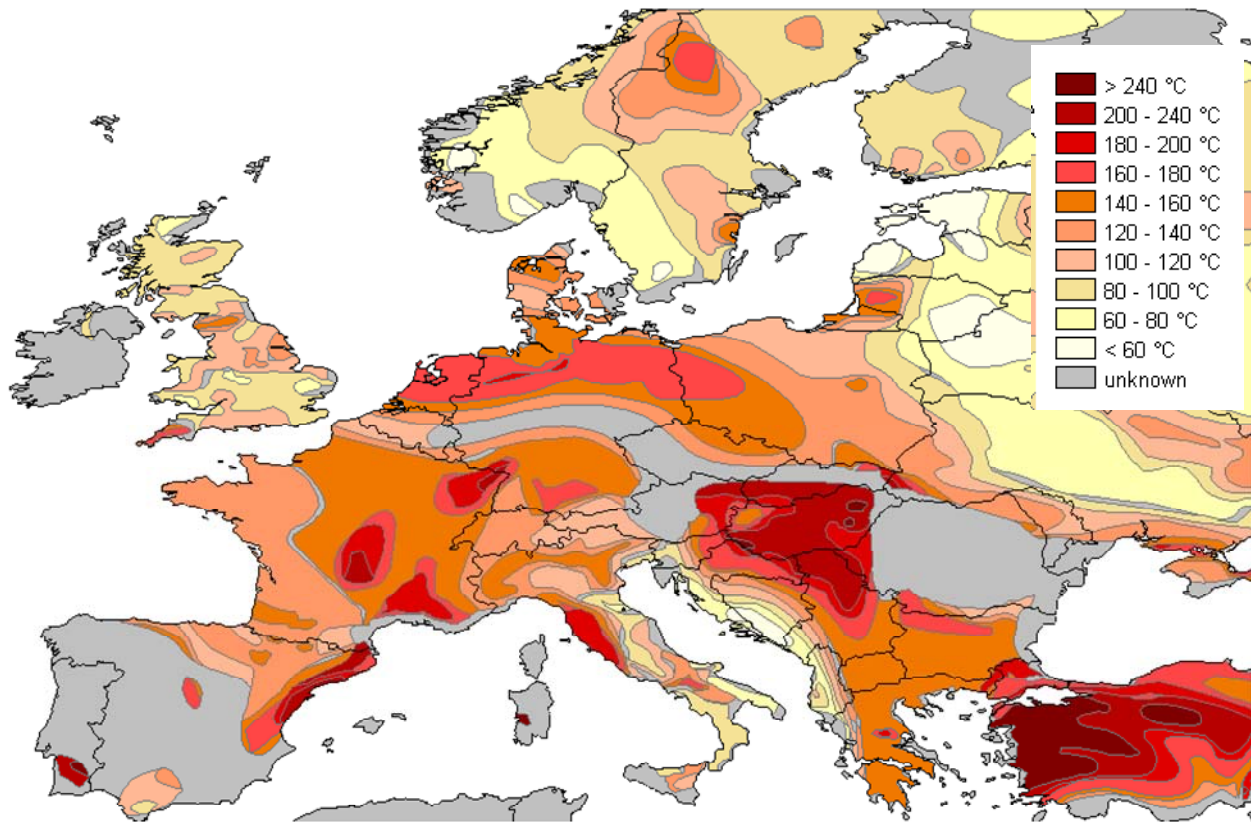 > 240 °C
200 - 240 °C
180 - 200 °C
160 - 180 °C
140 - 160 °C
120 - 140 °C
100 - 120 °C
80 - 100 °C
60 - 80 °C
< 60 °C
unknown